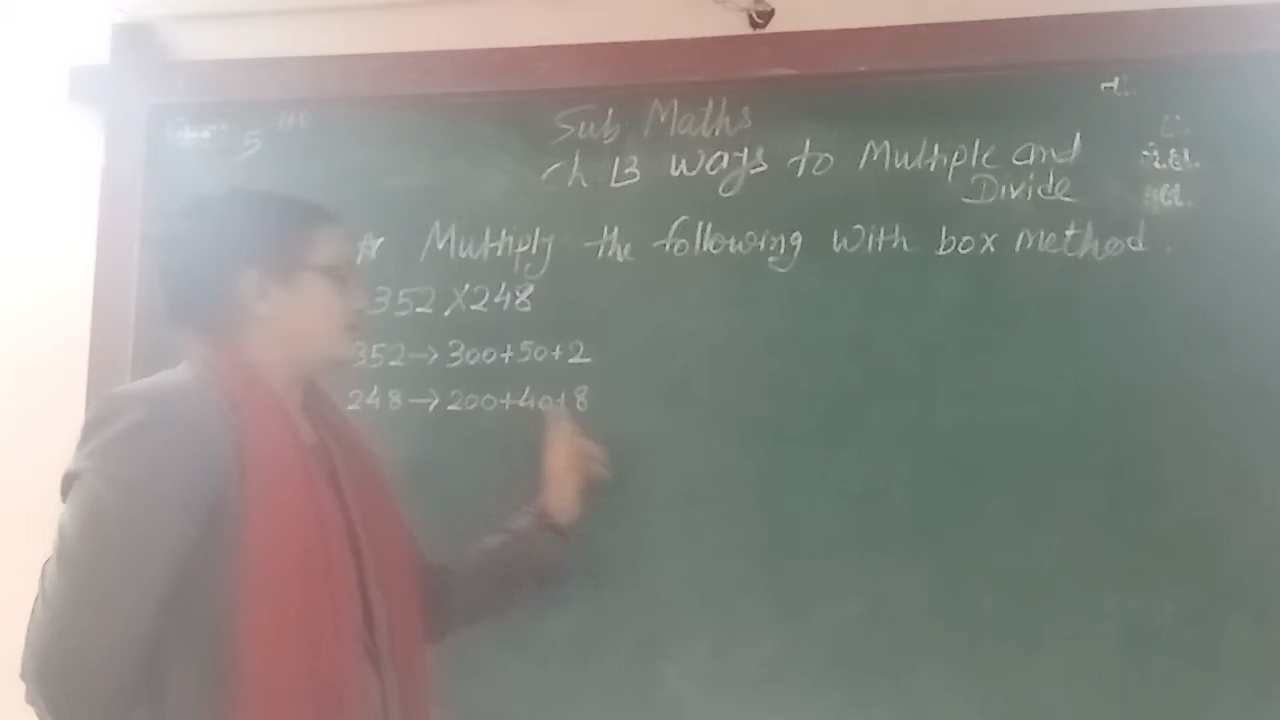 5
Sub Maths
Ch 13 Ways to Multiple and
Divide
Multiply the following with box method.
352 X 248
352 → 300+50+2
248 → 200+40+8